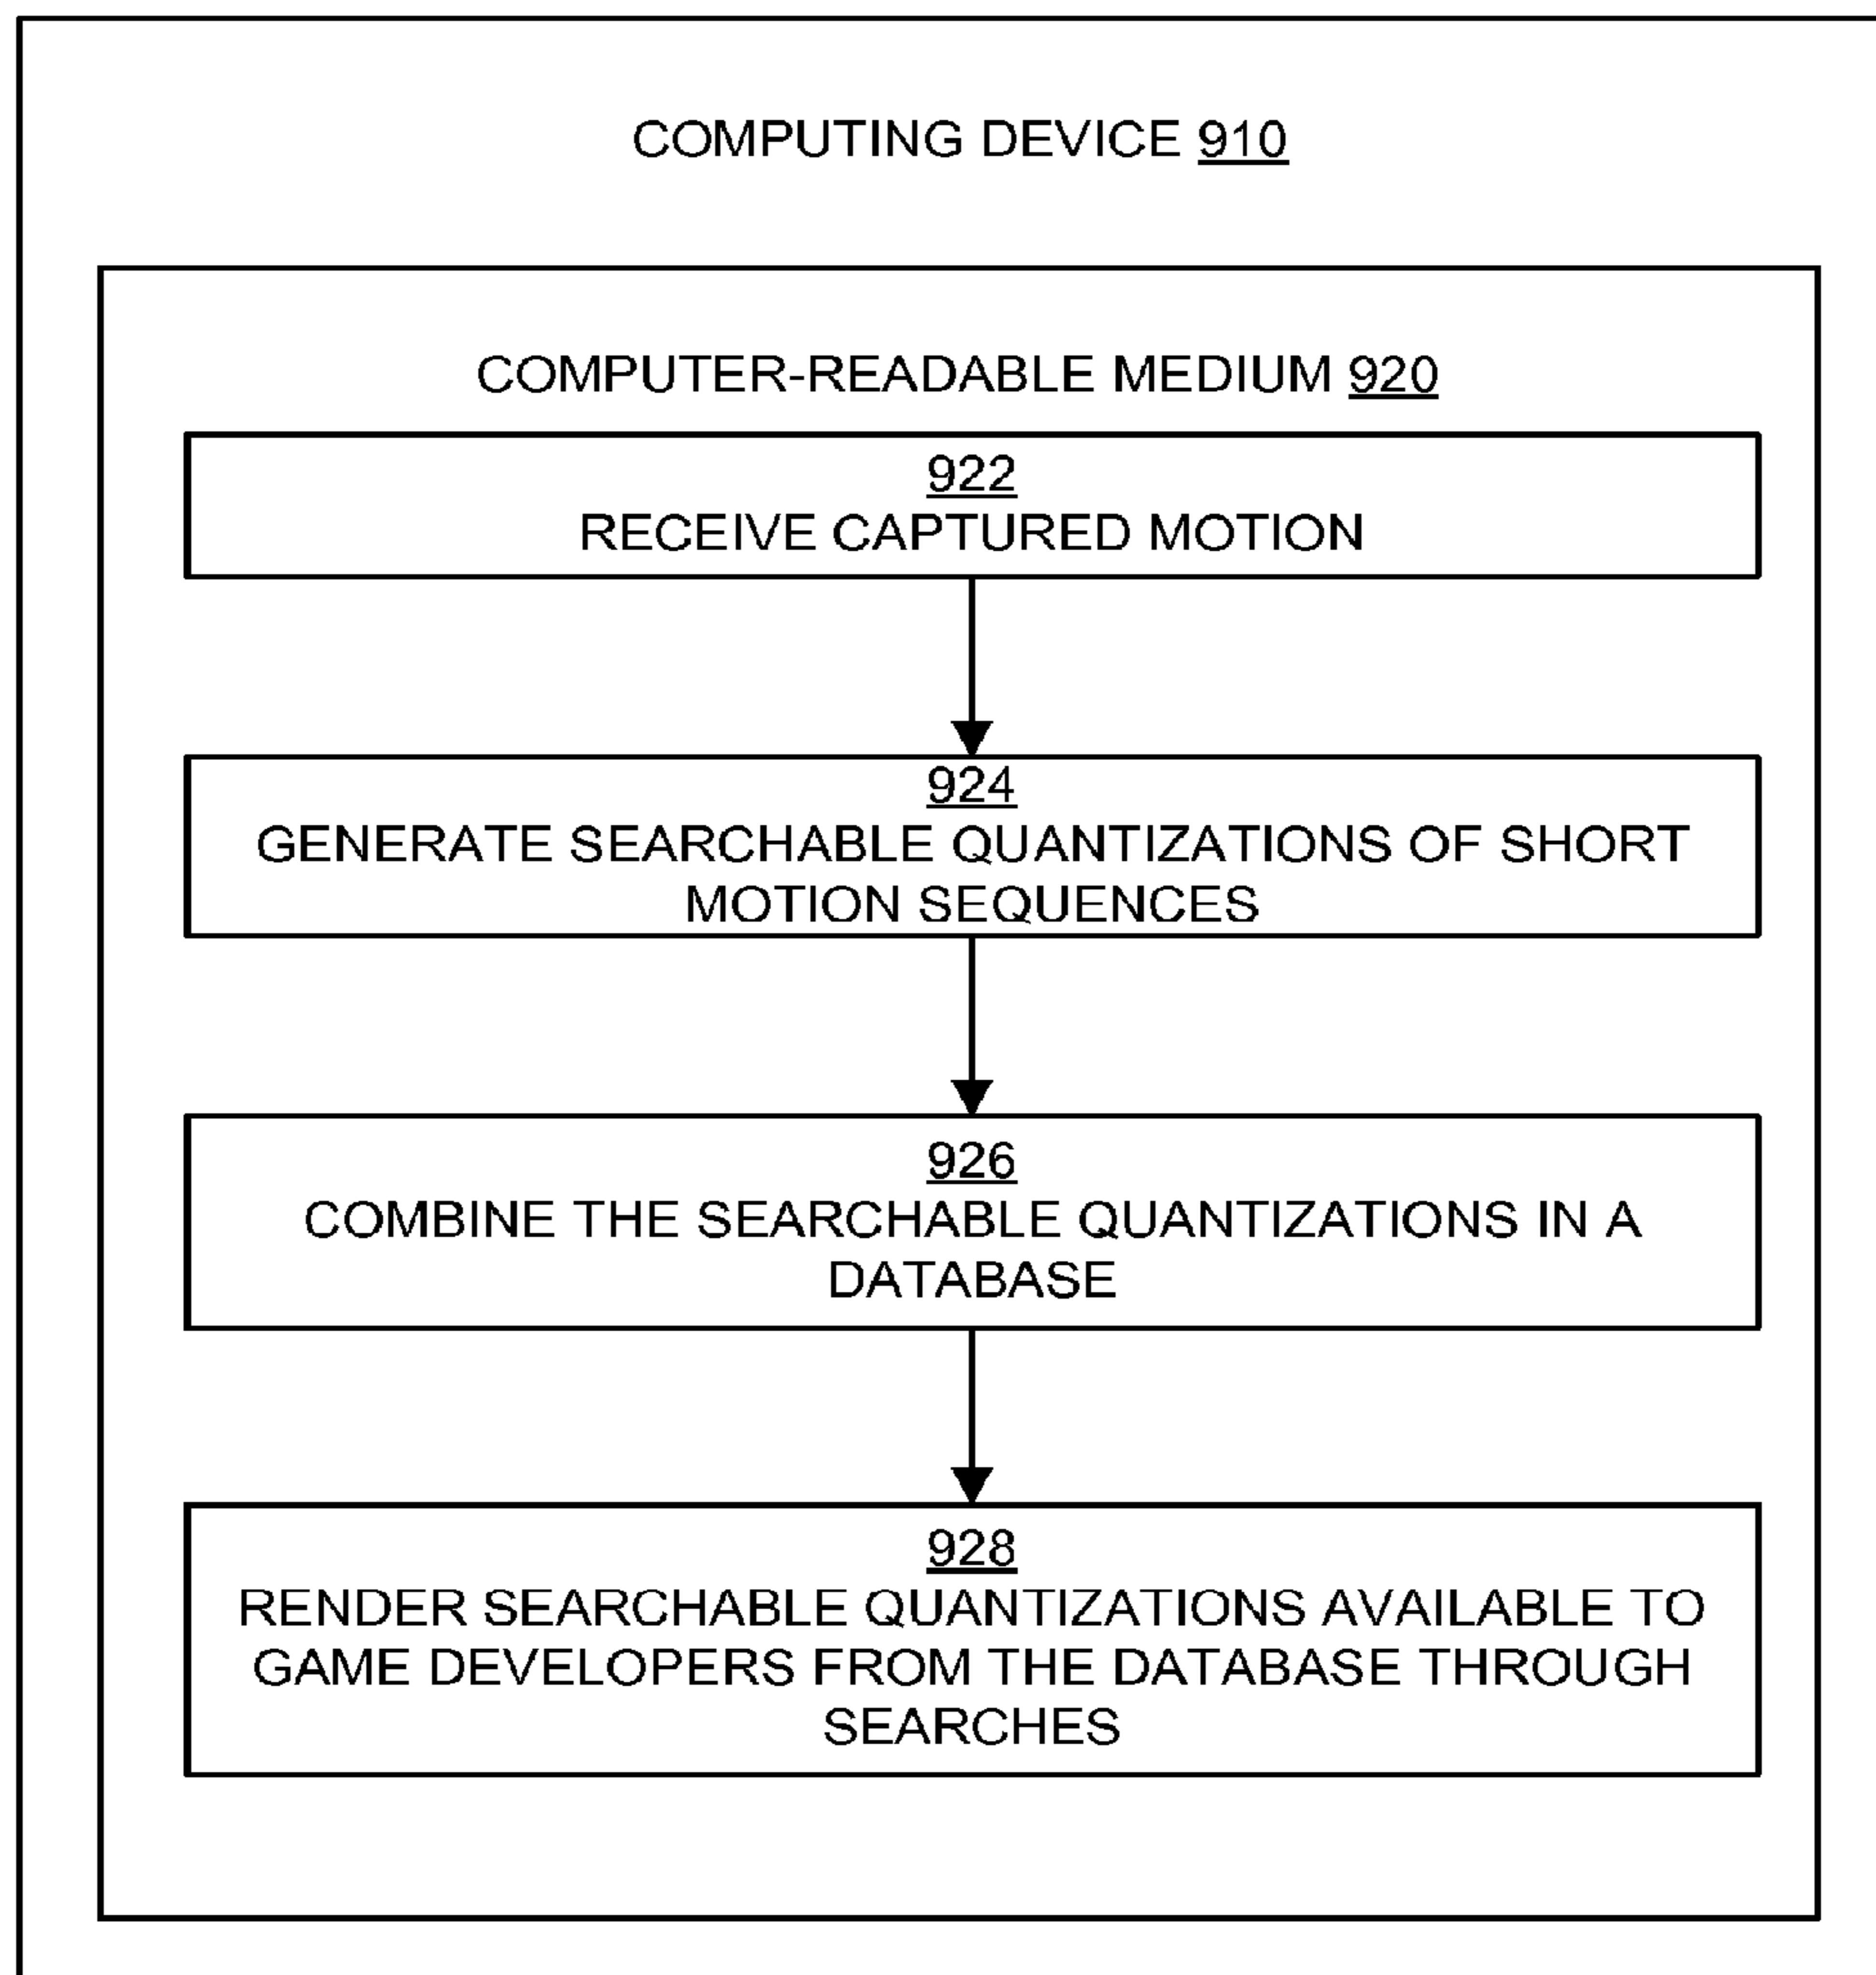 COMPUTING DEVICE 910
COMPUTER-READABLE MEDIUM 920
922
RECEIVE CAPTURED MOTION
924
GENERATE SEARCHABLE QUANTIZATIONS OF SHORT
MOTION SEQUENCES
926
COMBINE THE SEARCHABLE QUANTIZATIONS IN A
DATABASE
928
RENDER SEARCHABLE QUANTIZATIONS AVAILABLE TO
GAME DEVELOPERS FROM THE DATABASE THROUGH
SEARCHES